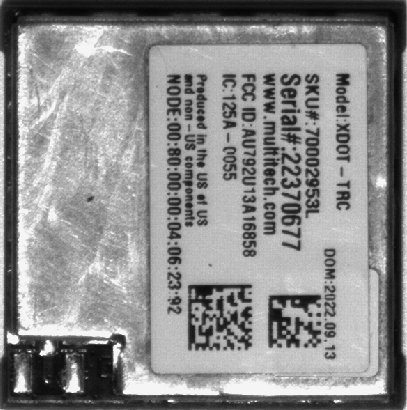 Model:XDOT-TRC
DOM:2022.09.13
SKU#:70002953L
Serial#:22370677
www.multitech.com
FCC ID:AU792U13A16858
IC:125A-0055
Produced in the US of US
and non-US components
NODE:00:80:00:00:04:06:23:92